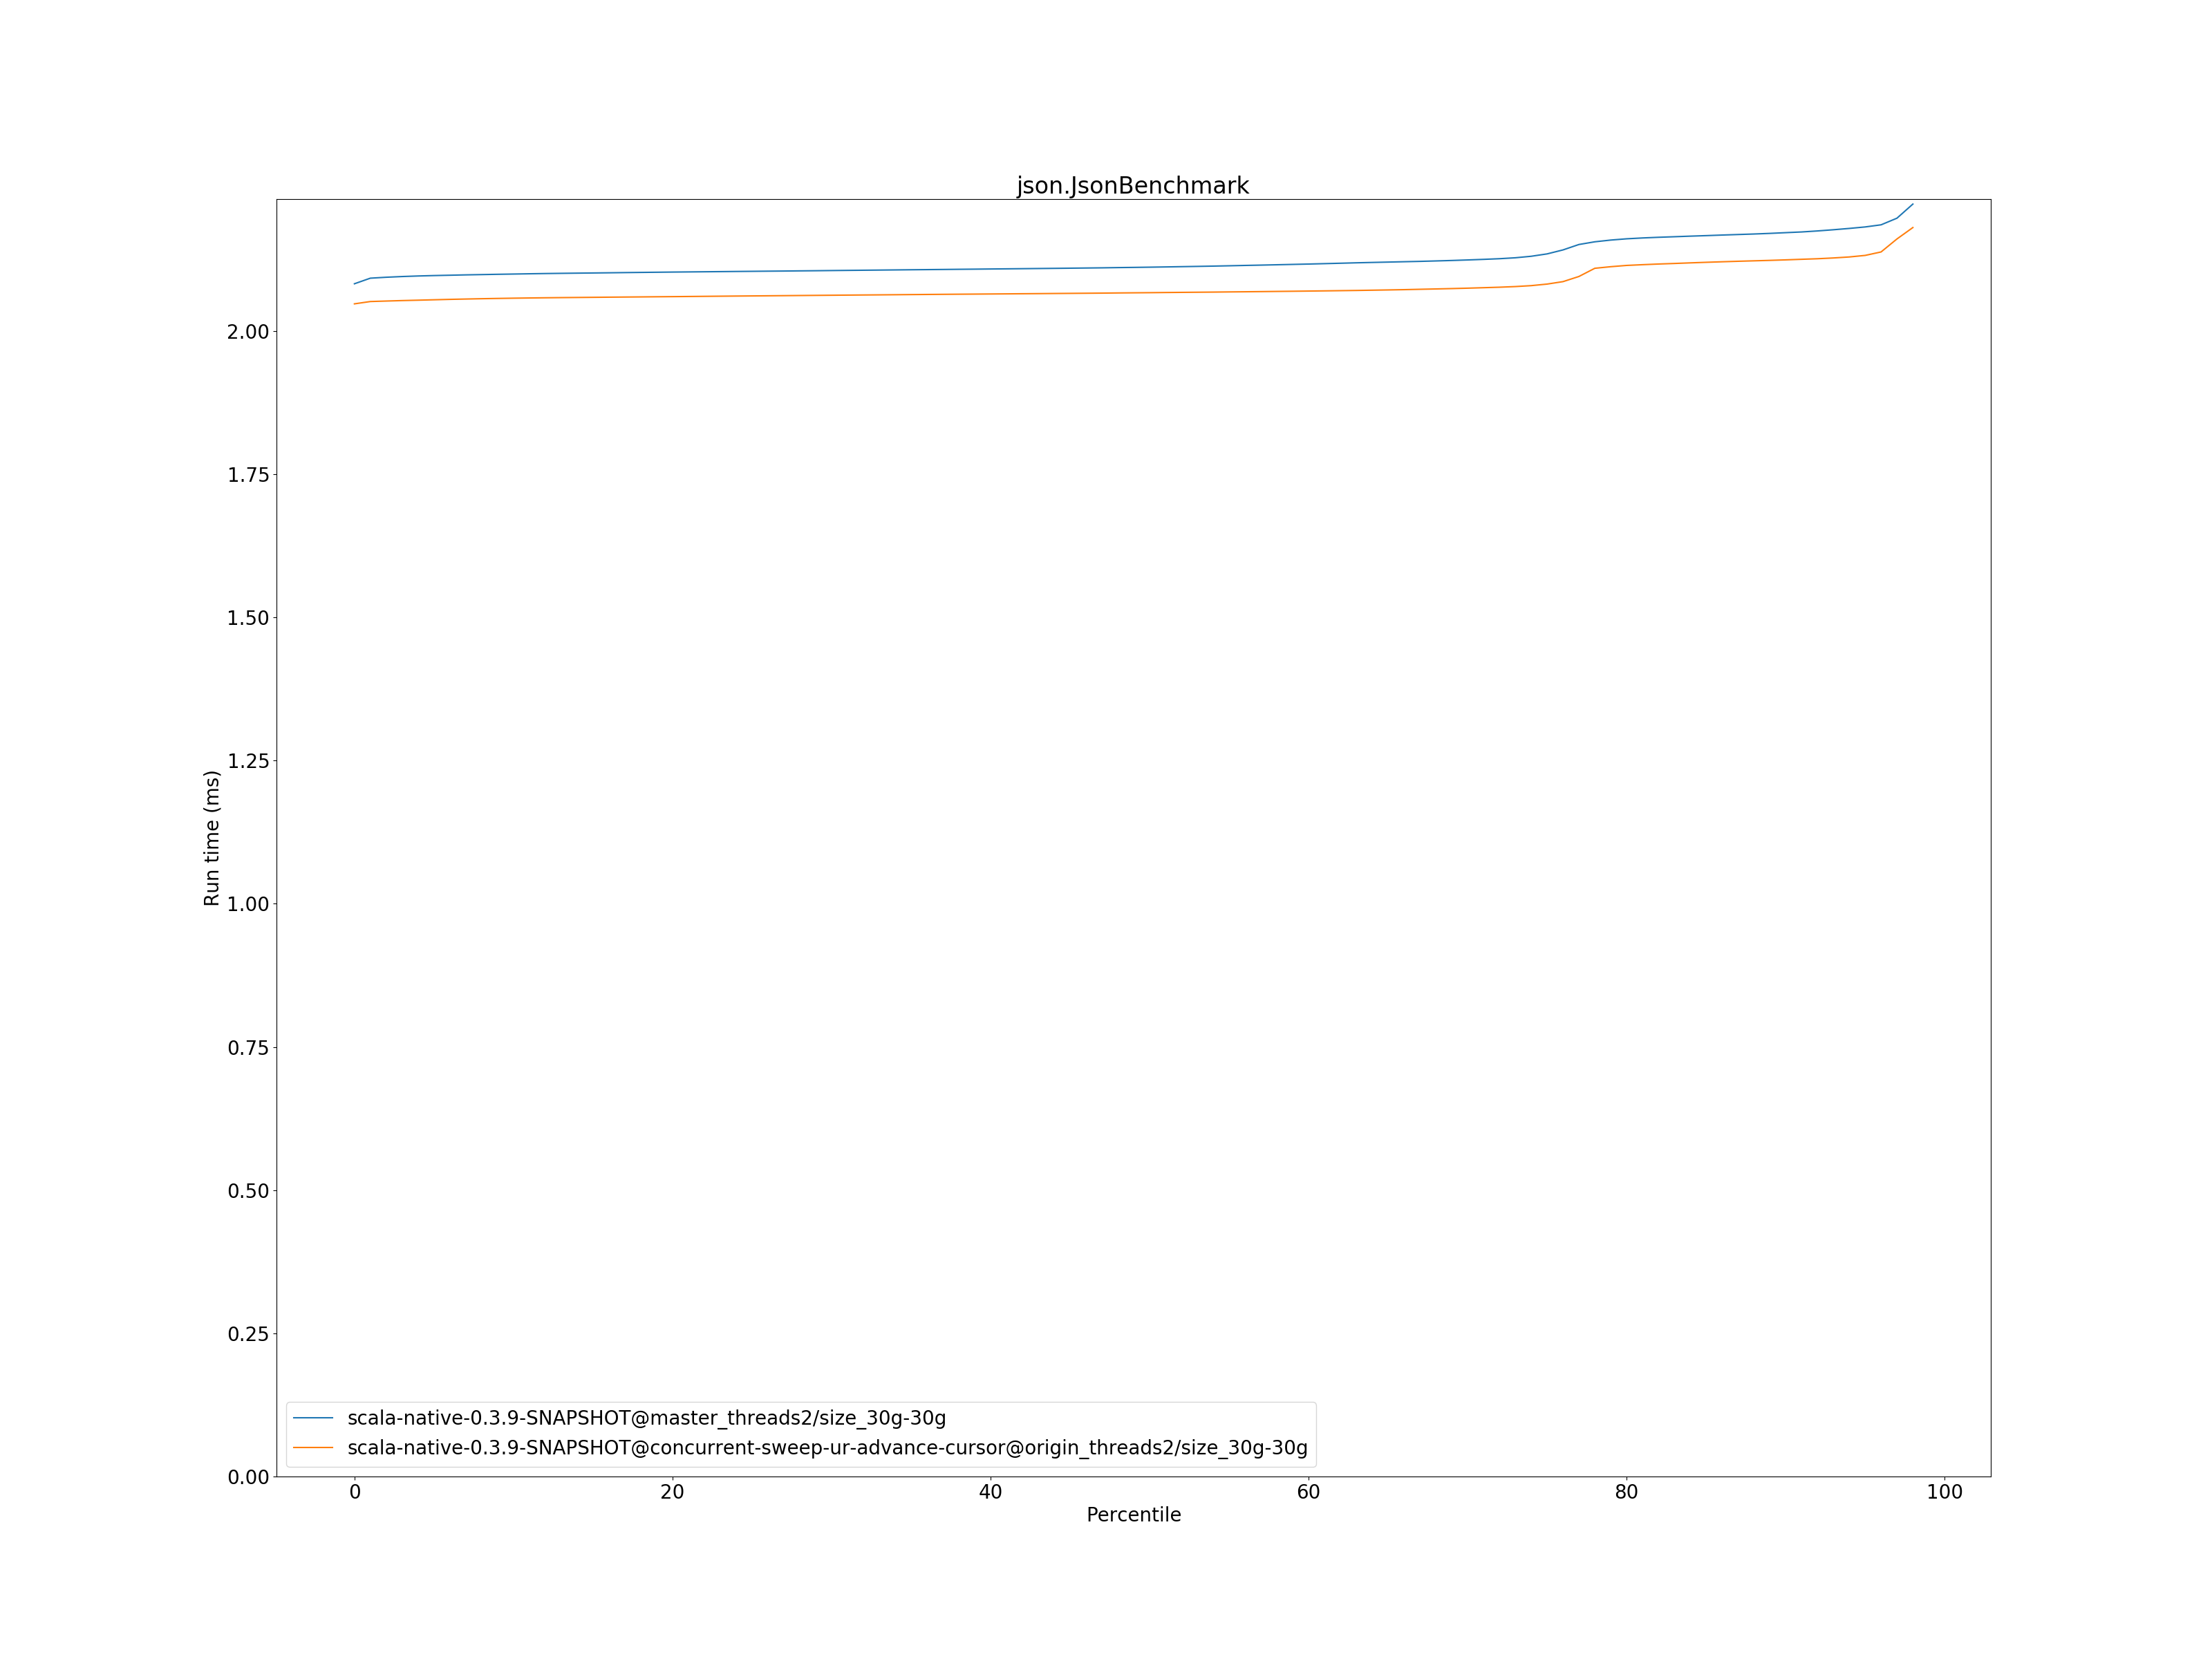 json.JsonBenchmark
Run time (ms)
2.00
1.75
1.50
1.25
1.00
0.75
0.50
0.25
0.00
scala-native-0.3.9-SNAPSHOT@master_threads2/size_30g-30g
scala-native-0.3.9-SNAPSHOT@concurrent-sweep-ur-advance-cursor@origin_threads2/size_30g-30g
0 20 40 60 80 100
Percentile